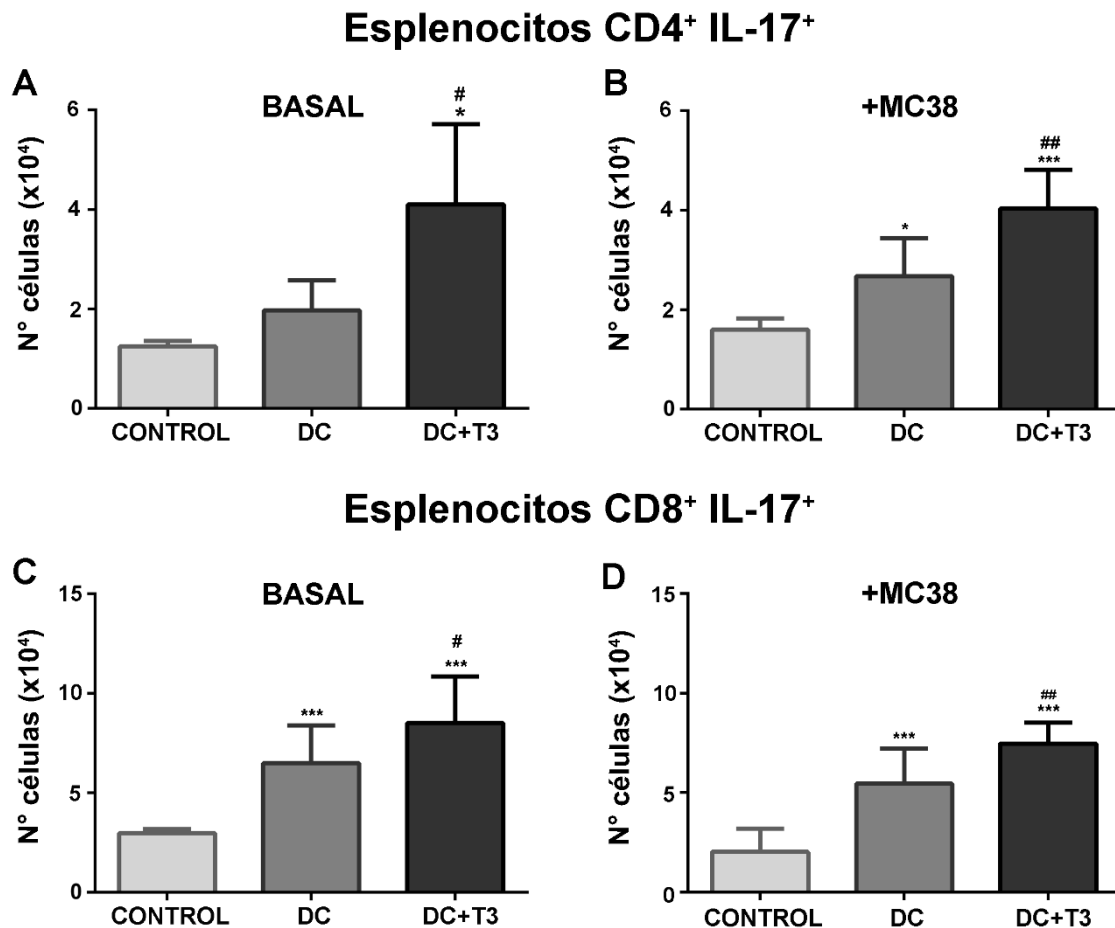 Esplenocitos CD4⁺ IL-17⁺
A
BASAL
N° células (x10⁴)
6
4
2
0
#
*
CONTROL
DC
DC+T3
B
+MC38
N° células (x10⁴)
6
4
2
0
*
##
***
CONTROL
DC
DC+T3
Esplenocitos CD8⁺ IL-17⁺
C
BASAL
N° células (x10⁴)
15
10
5
0
***
#
***
CONTROL
DC
DC+T3
D
+MC38
N° células (x10⁴)
15
10
5
0
***
##
***
CONTROL
DC
DC+T3